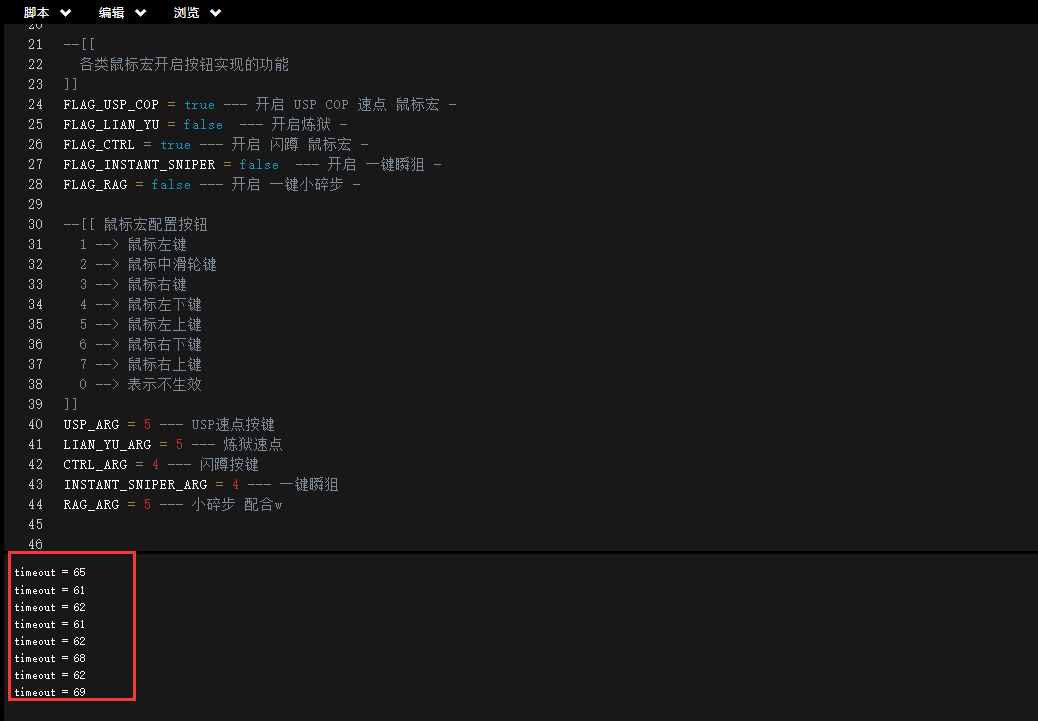 脚本 编辑 浏览
20
21 --[[
22 各类鼠标宏开启按钮实现的功能
23 ]]
24 FLAG_USP_COP = true --- 开启 USP COP 速点 鼠标宏 -
25 FLAG_LIAN_YU = false --- 开启炼狱 -
26 FLAG_CTRL = true --- 开启 闪蹲 鼠标宏 -
27 FLAG_INSTANT_SNIPER = false --- 开启 一键瞬狙 -
28 FLAG_RAG = false --- 开启 一键小碎步 -
29
30 --[[ 鼠标宏配置按钮
31 1 --> 鼠标左键
32 2 --> 鼠标中滑轮键
33 3 --> 鼠标右键
34 4 --> 鼠标左下键
35 5 --> 鼠标左上键
36 6 --> 鼠标右下键
37 7 --> 鼠标右上键
38 0 --> 表示不生效
39 ]]
40 USP_ARG = 5 --- USP速点按键
41 LIAN_YU_ARG = 5 --- 炼狱速点
42 CTRL_ARG = 4 --- 闪蹲按键
43 INSTANT_SNIPER_ARG = 4 --- 一键瞬狙
44 RAG_ARG = 5 --- 小碎步 配合w
45
46
timeout = 65
timeout = 61
timeout = 62
timeout = 61
timeout = 62
timeout = 68
timeout = 62
timeout = 69